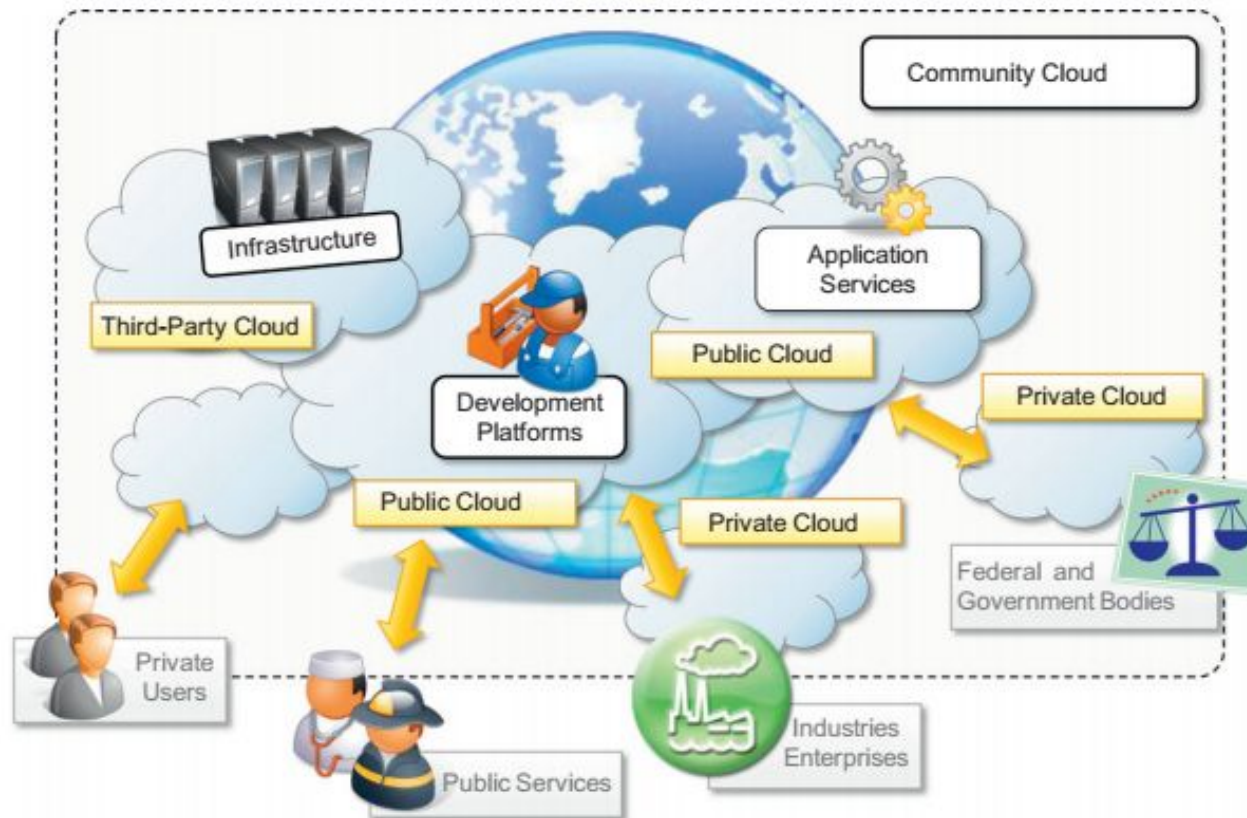 Community Cloud
Infrastructure
Application
Services
Third-Party Cloud
Public Cloud
Development
Platforms
Private Cloud
Public Cloud
Private Cloud
Federal and
Government Bodies
Private
Users
Industries
Enterprises
Public Services